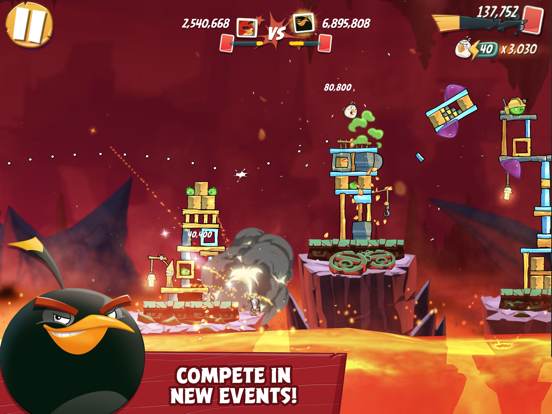 2,540,668 VS 6,895,808
137,752
40 x 3,030
80,800
40,400
COMPETE IN
NEW EVENTS!